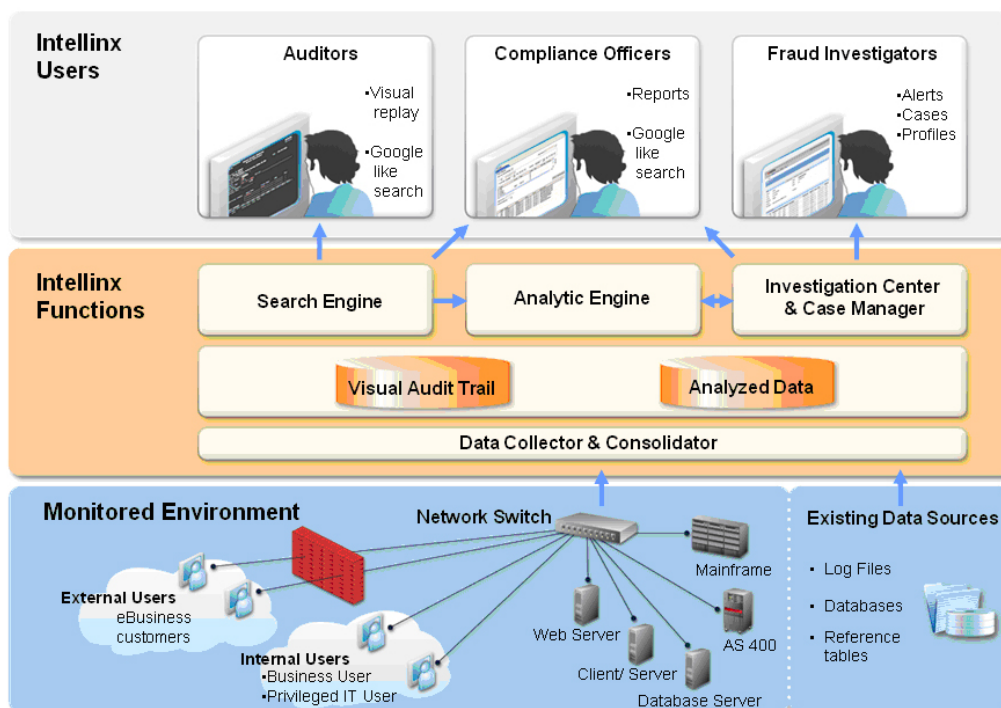 Intellinx
Users
Auditors
▪Visual
replay
▪Google
like
search
Compliance Officers
▪Reports
▪Google
like
search
Fraud Investigators
▪Alerts
▪Cases
▪Profiles
Intellinx
Functions
Search Engine
Analytic Engine
Investigation Center
& Case Manager
Visual Audit Trail
Analyzed Data
Data Collector & Consolidator
Monitored Environment
Network Switch
Existing Data Sources
Mainframe
• Log Files
• Databases
• Reference
tables
External Users
eBusiness
customers
Web Server
AS 400
Internal Users
▪Business User
▪Privileged IT User
Client/ Server
Database Server